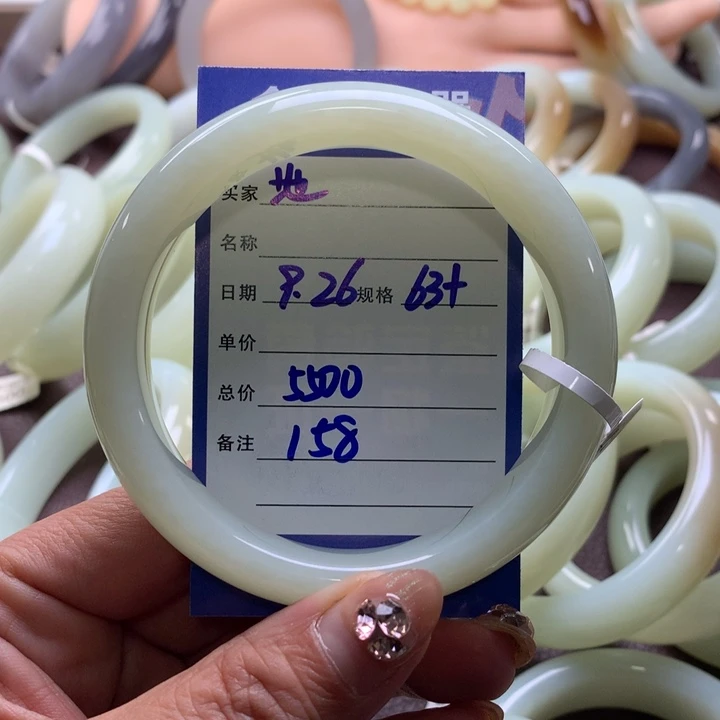 买家 地
名称
日期 9.26 规格 63+
单价
总价 5500
备注 158